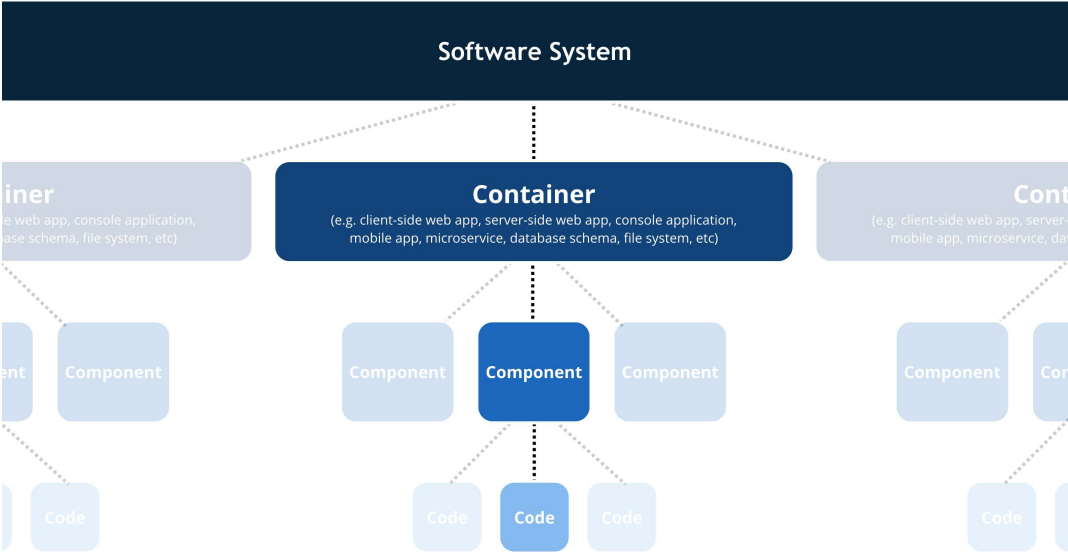 Software System
iner
le web app, console application,
base schema, file system, etc)
Container
(e.g. client-side web app, server-side web app, console application,
mobile app, microservice, database schema, file system, etc)
Cont
(e.g. client-side web app, server-
mobile app, microservice, dat
ent
Component
Component
Component
Component
Component
Cor
Code
Code
Code
Code
Code